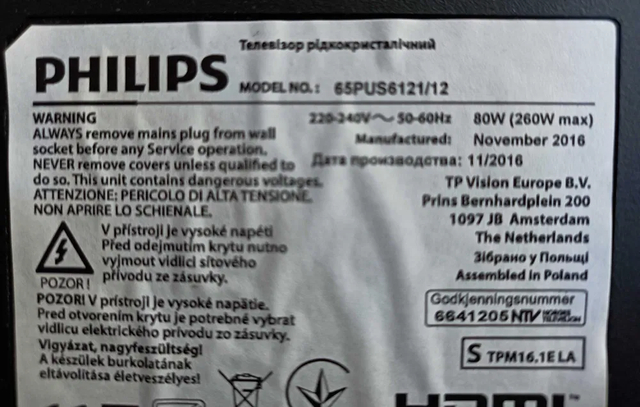 Телевізор рідкокристалічний
PHILIPS MODEL NO.: 65PUS6121/12
WARNING
ALWAYS remove mains plug from wall
socket before any Service operation.
NEVER remove covers unless qualified to
do so. This unit contains dangerous voltages.
ATTENZIONE: PERICOLO DI ALTA TENSIONE.
NON APRIRE LO SCHIENALE.
220-240V~ 50-60Hz 80W (260W max)
Manufactured: November 2016
Дата производства: 11/2016
TP Vision Europe B.V.
Prins Bernhardplein 200
1097 JB Amsterdam
The Netherlands
Зібрано у Польщі
Assembled in Poland
V přístroji je vysoké napětí
Před odejmutím krytu nutno
vyjmout vidlici síťového
přívodu ze zásuvky.
POZOR!
POZOR! V prístroji je vysoké napätie.
Pred otvorením krytu je potrebné vybrat
vidlicu elektrického prívodu zo zásuvky.
Vigyázat, nagyfeszültség!
A készülek burkolatának
eltávolítása életveszélyes!
Godkjenningsnummer
6641205 NTV
S TPM16.1E LA
HDMI